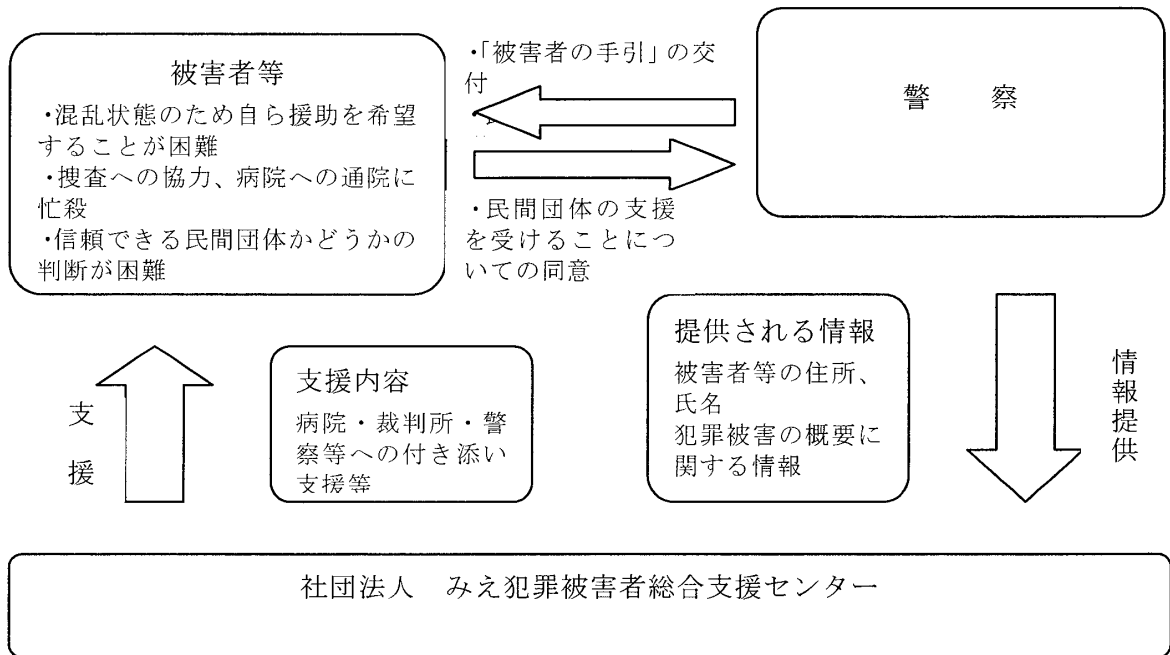 被害者等
・混乱状態のため自ら援助を希望
することが困難
・捜査への協力、病院への通院に
忙殺
・信頼できる民間団体かどうかの
判断が困難
・「被害者の手引」の交
付
・民間団体の支援
を受けることにつ
いての同意
警 察
支
援
支援内容
病院・裁判所・警
察等への付き添い
支援等
提供される情報
被害者等の住所、
氏名
犯罪被害の概要に
関する情報
情報提供
社団法人 みえ犯罪被害者総合支援センター